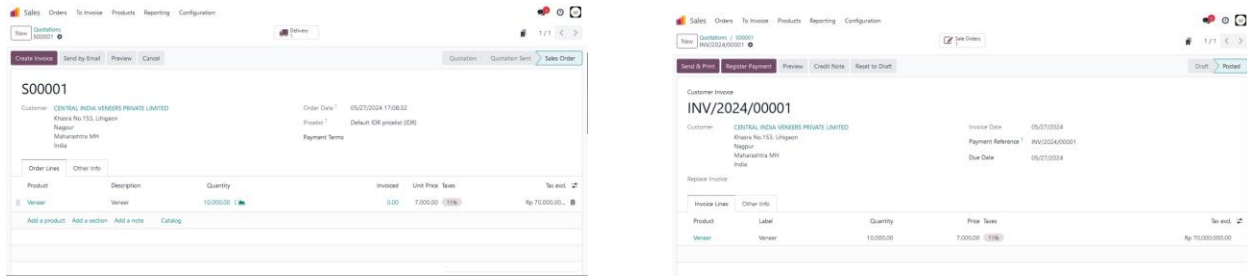 Sales Orders To Invoice Products Reporting Configuration
New Quotations
S00001
Delivery
1
1 / 1
Create Invoice Send by Email Preview Cancel
Quotation Quotation Sent Sales Order
S00001
Customer CENTRAL INDIA VENEERS PRIVATE LIMITED
Khasra No.153. Lihigaon
Nagpur
Maharashtra MH
India
Order Date ? 05/27/2024 17:08:32
Pricelist ? Default IDR pricelist (IDR)
Payment Terms
Order Lines Other Info
Product Description Quantity Invoiced Unit Price Taxes Tax excl.
Veneer Veneer 10.000,00 0,00 7.000,00 11% Rp 70.000.00...
Add a product Add a section Add a note Catalog
Sales Orders To Invoice Products Reporting Configuration
New Quotations / S00001
INV/2024/00001
Sale Orders
1
1 / 1
Send & Print Register Payment Preview Credit Note Reset to Draft
Draft Posted
Customer Invoice
INV/2024/00001
Customer CENTRAL INDIA VENEERS PRIVATE LIMITED
Khasra No.153. Lihigaon
Nagpur
Maharashtra MH
India
Invoice Date 05/27/2024
Payment Reference ? INV/2024/00001
Due Date 05/27/2024
Replace Invoice
Invoice Lines Other Info
Product Label Quantity Price Taxes Tax excl.
Veneer Veneer 10.000,00 7.000,00 11% Rp 70.000.000,00